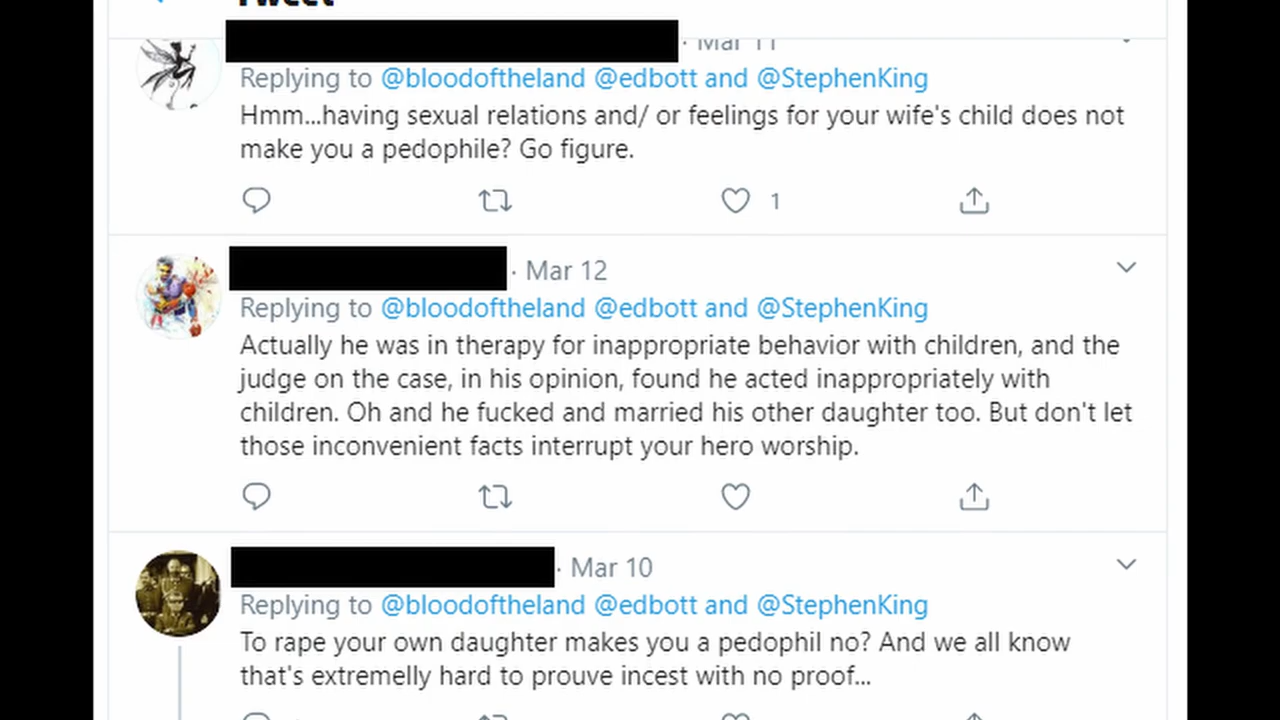 Tweet
· Mar 11
Replying to @bloodoftheland @edbott and @StephenKing
Hmm...having sexual relations and/ or feelings for your wife's child does not
make you a pedophile? Go figure.
1
· Mar 12
Replying to @bloodoftheland @edbott and @StephenKing
Actually he was in therapy for inappropriate behavior with children, and the
judge on the case, in his opinion, found he acted inappropriately with
children. Oh and he fucked and married his other daughter too. But don't let
those inconvenient facts interrupt your hero worship.
· Mar 10
Replying to @bloodoftheland @edbott and @StephenKing
To rape your own daughter makes you a pedophil no? And we all know
that's extremelly hard to prouve incest with no proof...